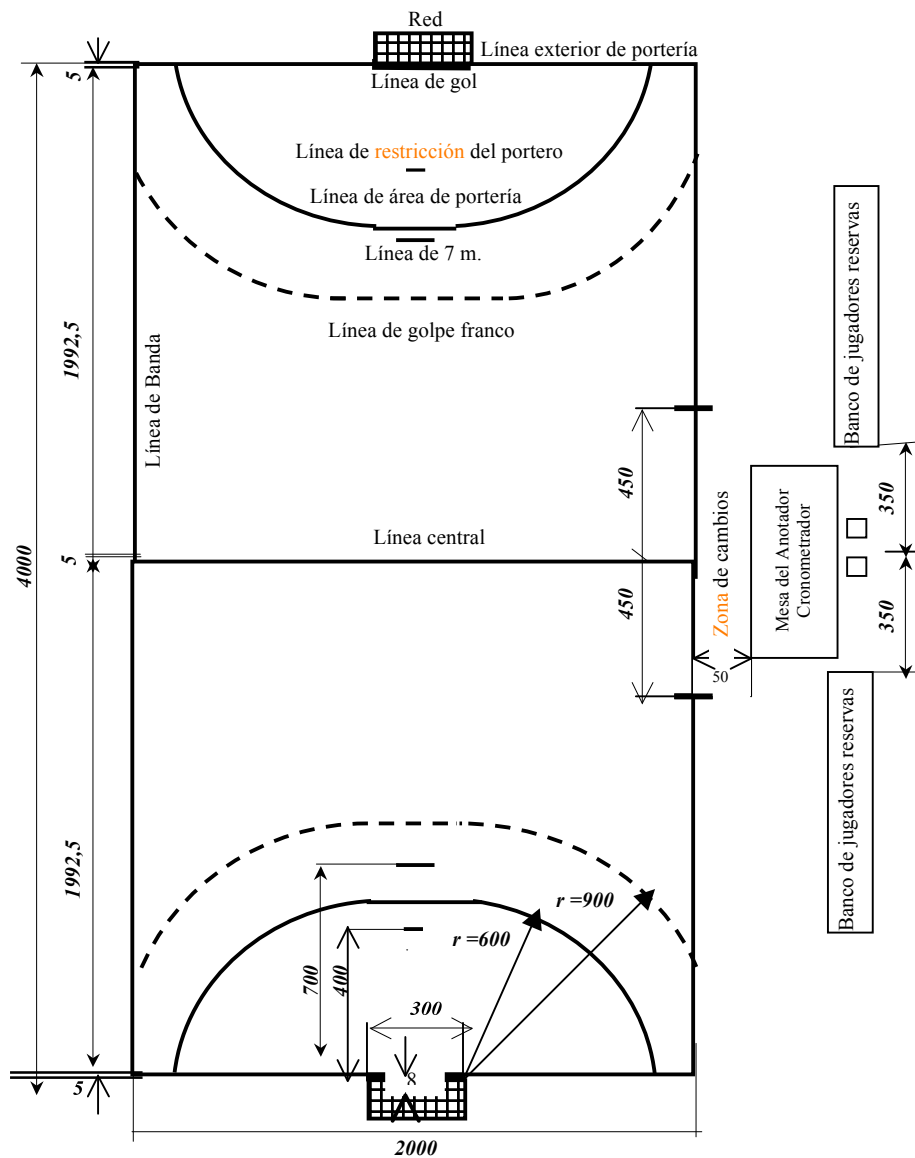 Red
Línea exterior de portería
5
Línea de gol
Línea de restricción del portero
Línea de área de portería
Línea de 7 m.
Línea de golpe franco
1992,5
Línea de Banda
Banco de jugadores reservas
450
350
Zona de cambios
Mesa del Anotador
Cronometrador
Línea central
4000
5
450
350
50
Banco de jugadores reservas
1992,5
r =900
r =600
700
400
300
8
5
2000